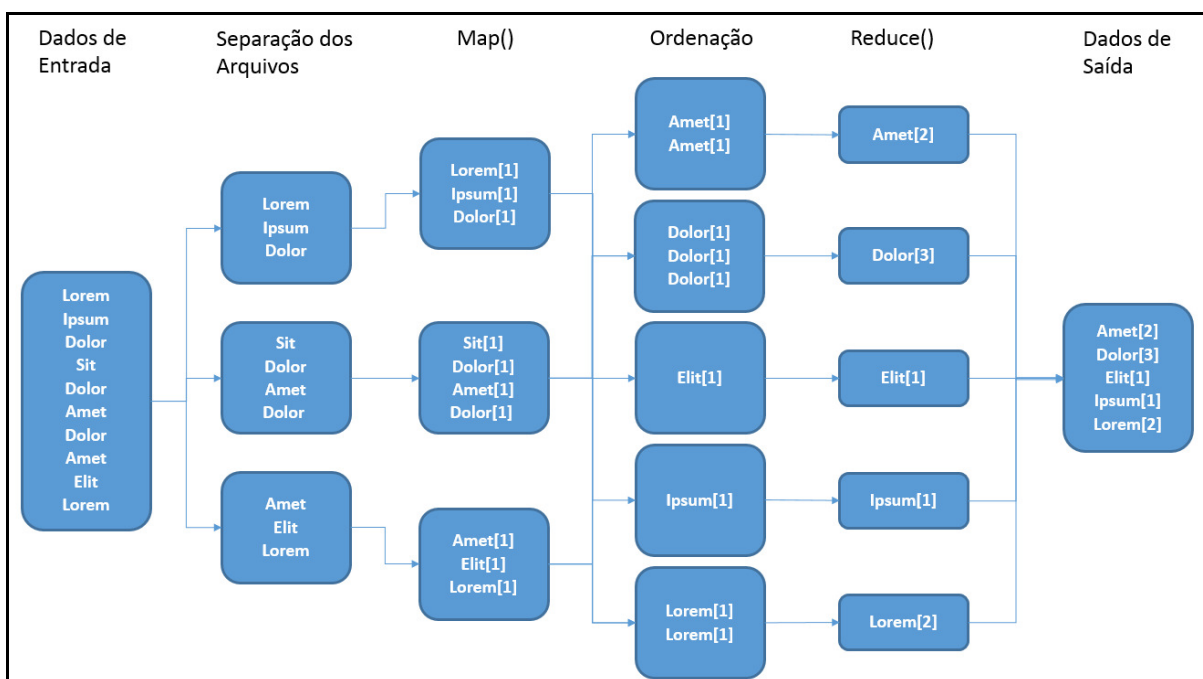 Dados de
Entrada
Separação dos
Arquivos
Map()
Ordenação
Reduce()
Dados de
Saída
Lorem
Ipsum
Dolor
Sit
Dolor
Amet
Dolor
Amet
Elit
Lorem
Lorem
Ipsum
Dolor
Sit
Dolor
Amet
Dolor
Amet
Elit
Lorem
Lorem[1]
Ipsum[1]
Dolor[1]
Sit[1]
Dolor[1]
Amet[1]
Dolor[1]
Amet[1]
Elit[1]
Lorem[1]
Amet[1]
Amet[1]
Dolor[1]
Dolor[1]
Dolor[1]
Elit[1]
Ipsum[1]
Lorem[1]
Lorem[1]
Amet[2]
Dolor[3]
Elit[1]
Ipsum[1]
Lorem[2]
Amet[2]
Dolor[3]
Elit[1]
Ipsum[1]
Lorem[2]